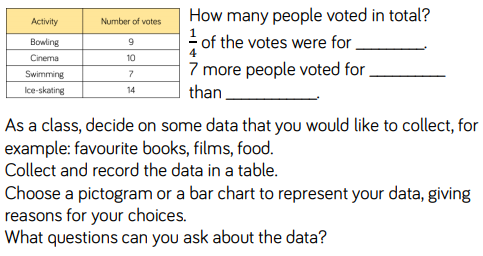 Activity Number of votes
Bowling 9
Cinema 10
Swimming 7
Ice-skating 14
How many people voted in total?
1/4 of the votes were for __________.
7 more people voted for __________
than ____________.
As a class, decide on some data that you would like to collect, for
example: favourite books, films, food.
Collect and record the data in a table.
Choose a pictogram or a bar chart to represent your data, giving
reasons for your choices.
What questions can you ask about the data?